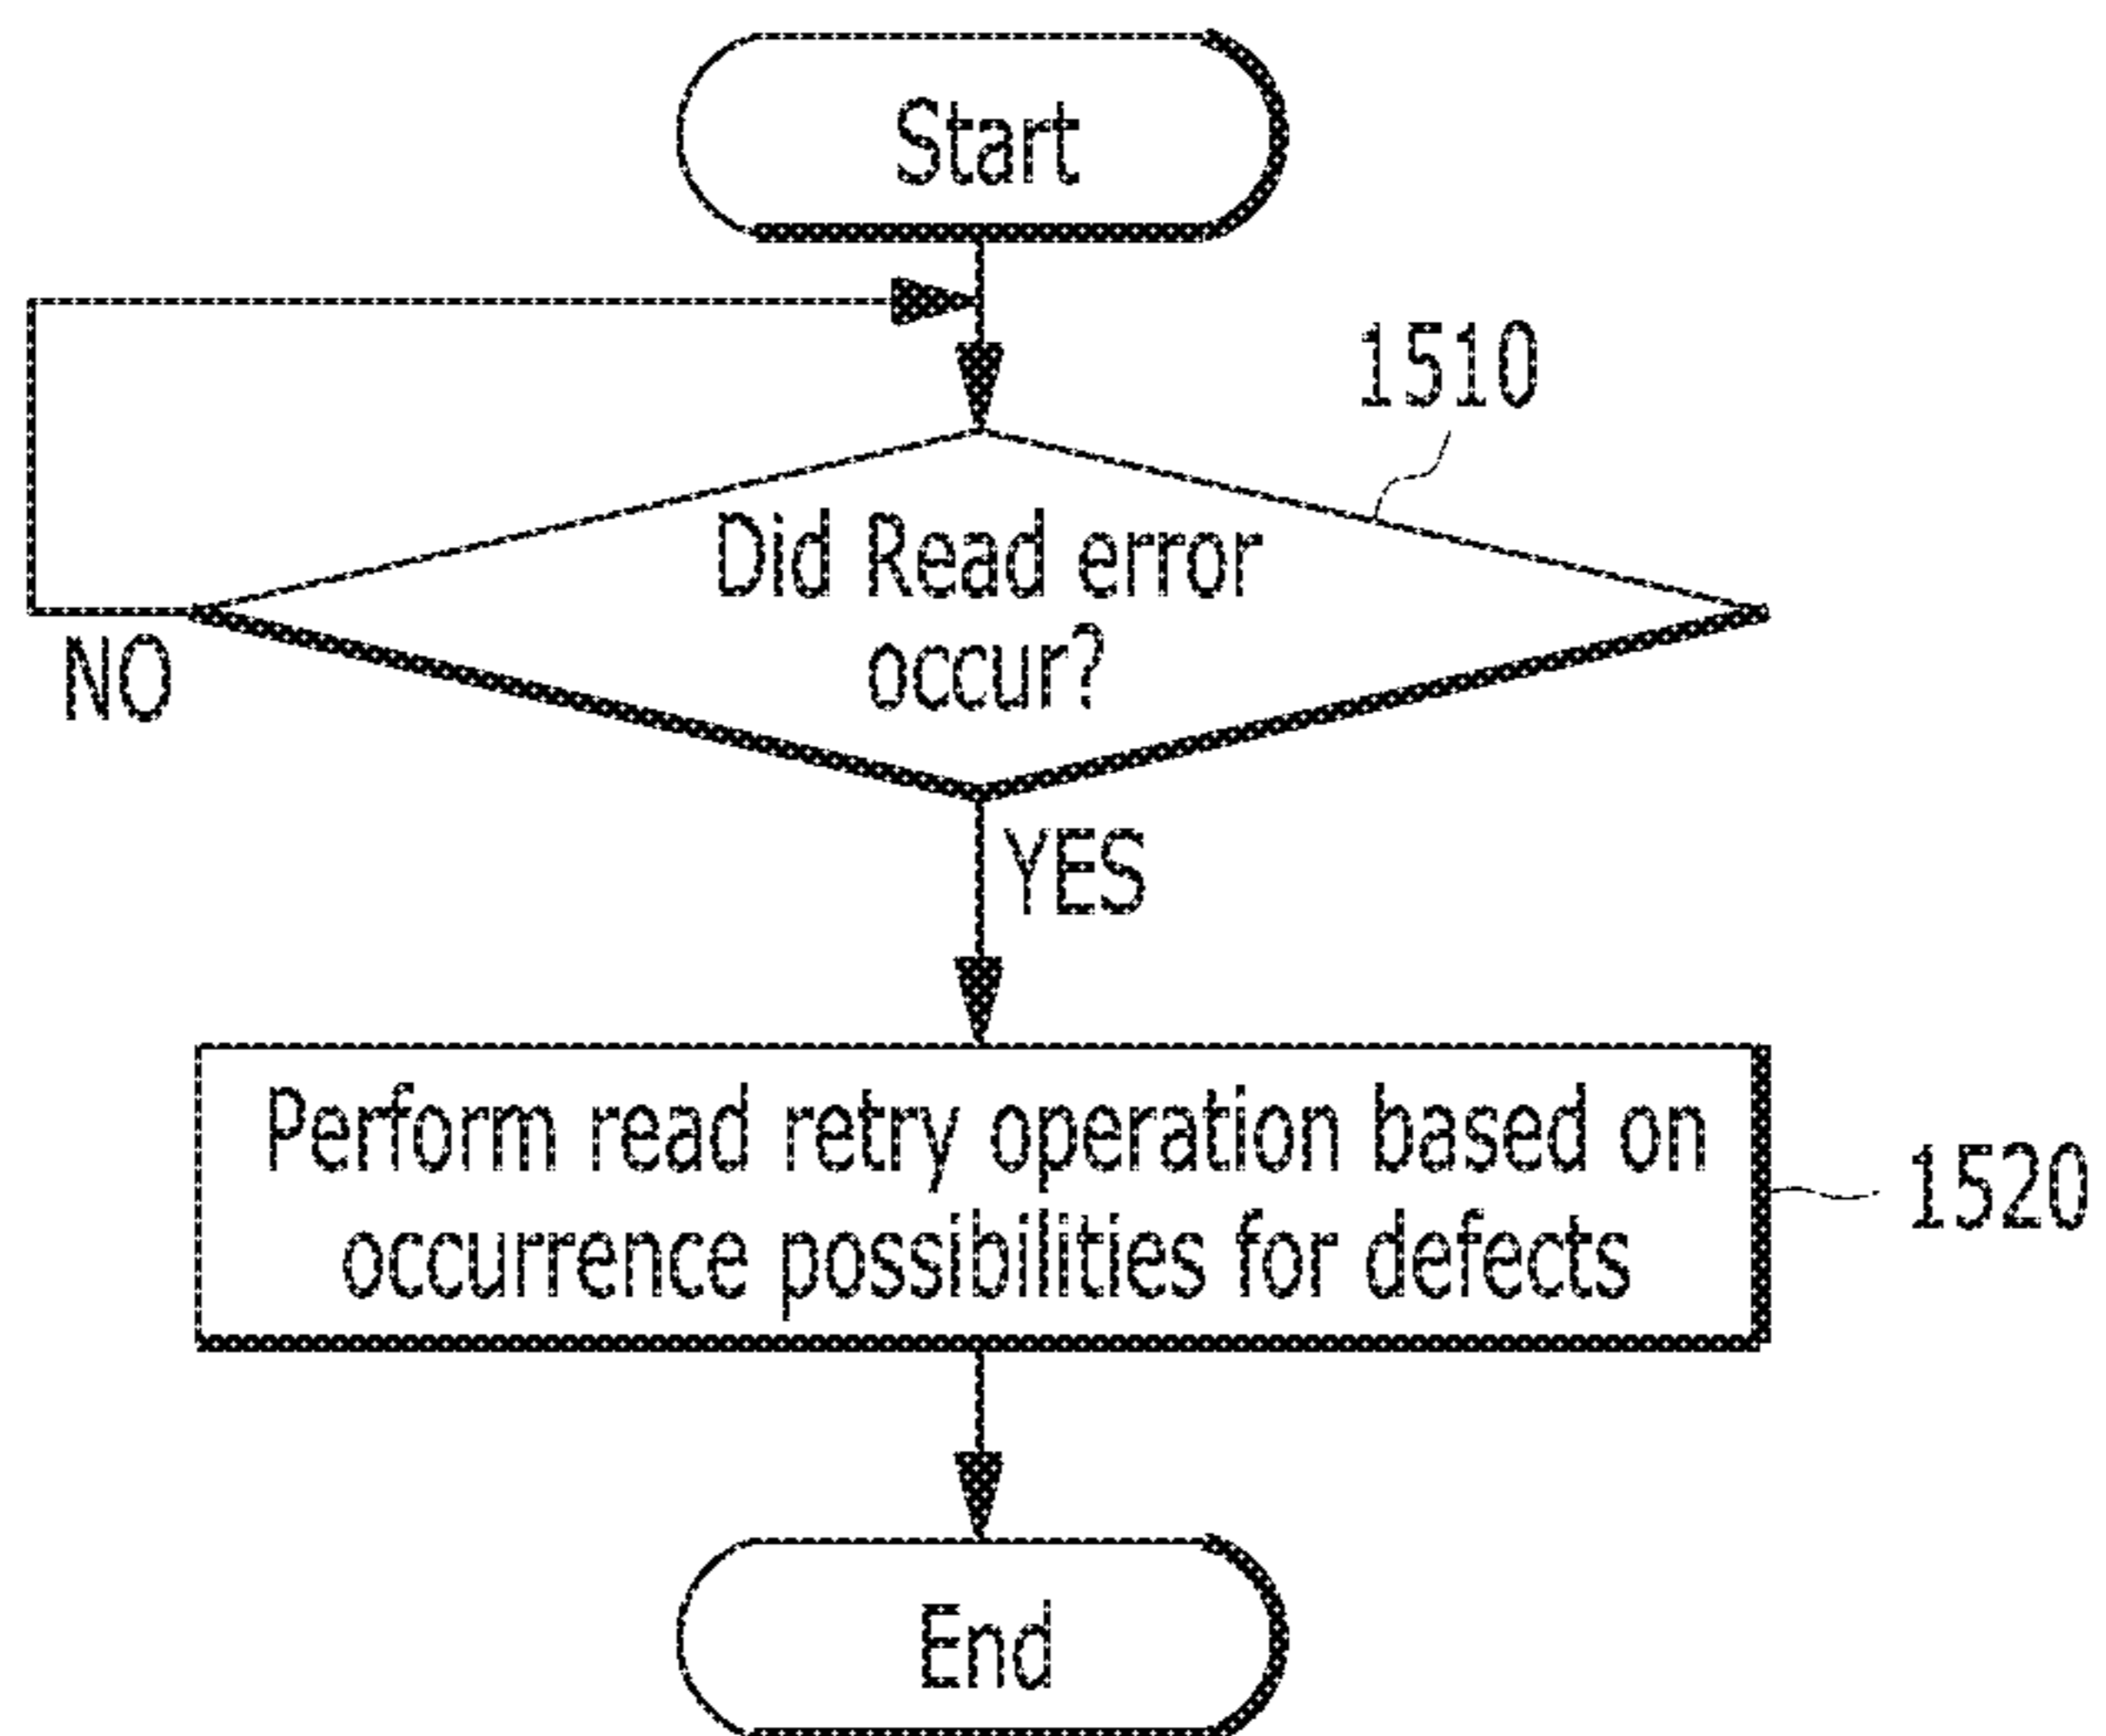 Start
1510
Did Read error
occur?
NO
YES
Perform read retry operation based on
occurrence possibilities for defects
1520
End